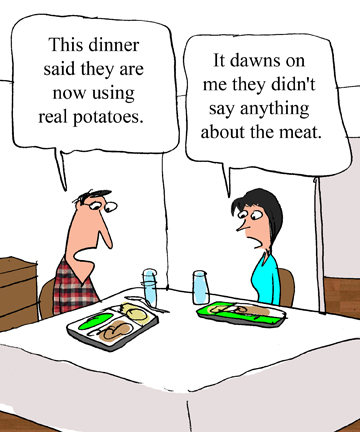 This dinner
said they are
now using
real potatoes.
It dawns on
me they didn't
say anything
about the meat.